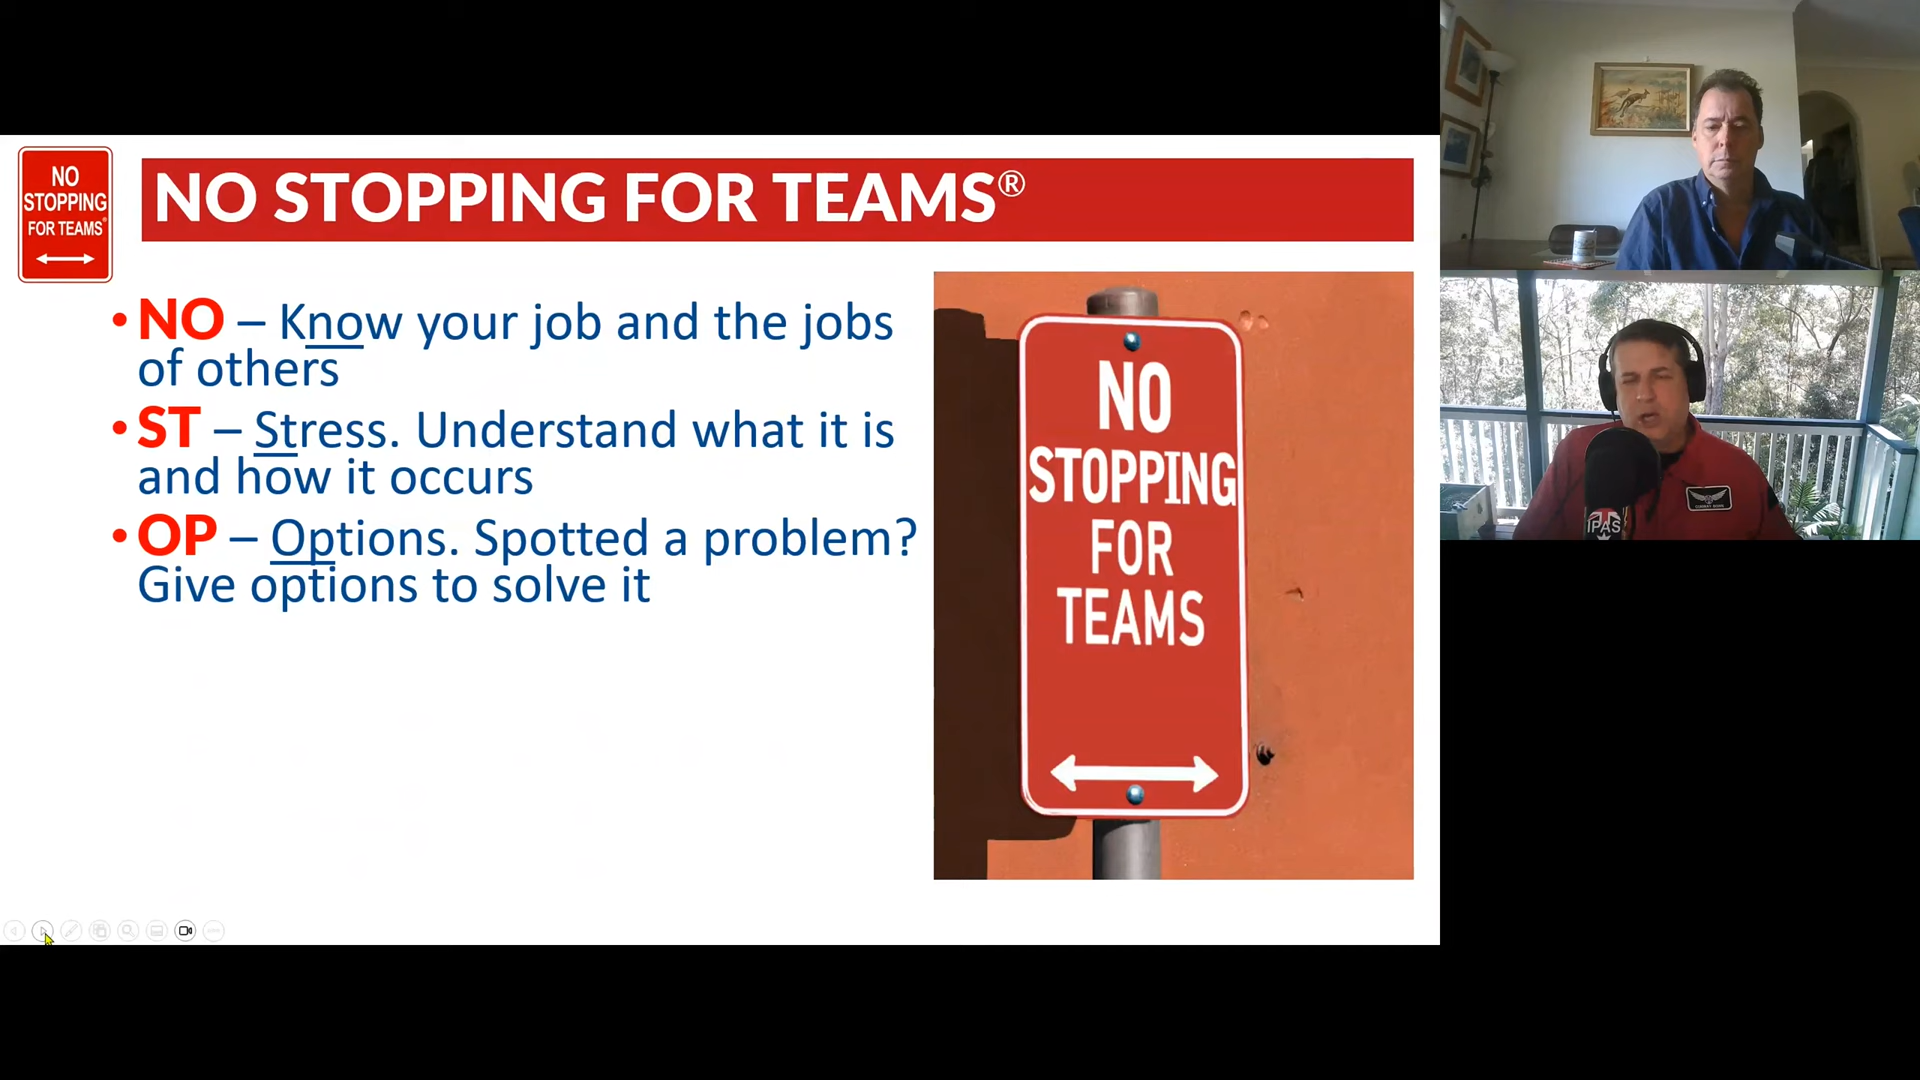 NO
STOPPING
FOR TEAMS®
NO STOPPING FOR TEAMS®
• NO – Know your job and the jobs
of others
• ST – Stress. Understand what it is
and how it occurs
• OP – Options. Spotted a problem?
Give options to solve it
NO
STOPPING
FOR
TEAMS
IPAS